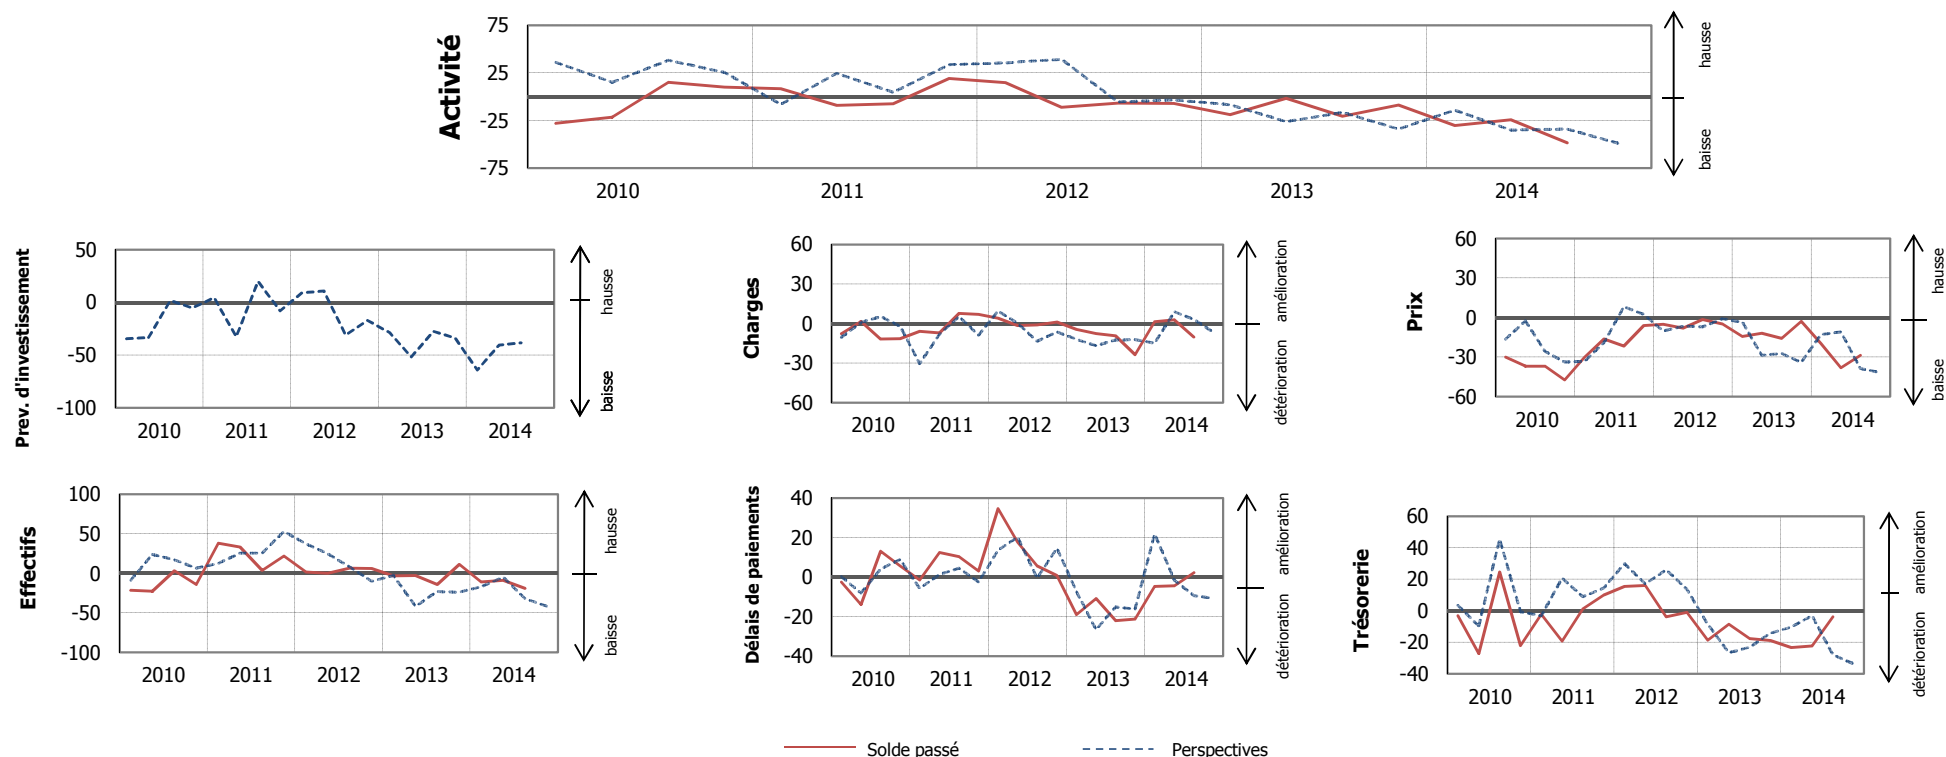 Activité
75
25
-25
-75
2010 2011 2012 2013 2014
hausse
baisse
Prev. d'investissement
50
0
-50
-100
2010 2011 2012 2013 2014
hausse
baisse
Charges
60
30
0
-30
-60
2010 2011 2012 2013 2014
amélioration
détérioration
Prix
60
30
0
-30
-60
2010 2011 2012 2013 2014
hausse
baisse
Effectifs
100
50
0
-50
-100
2010 2011 2012 2013 2014
hausse
baisse
Délais de paiements
40
20
0
-20
-40
2010 2011 2012 2013 2014
amélioration
détérioration
Trésorerie
60
40
20
0
-20
-40
2010 2011 2012 2013 2014
amélioration
détérioration
Solde passé Perspectives